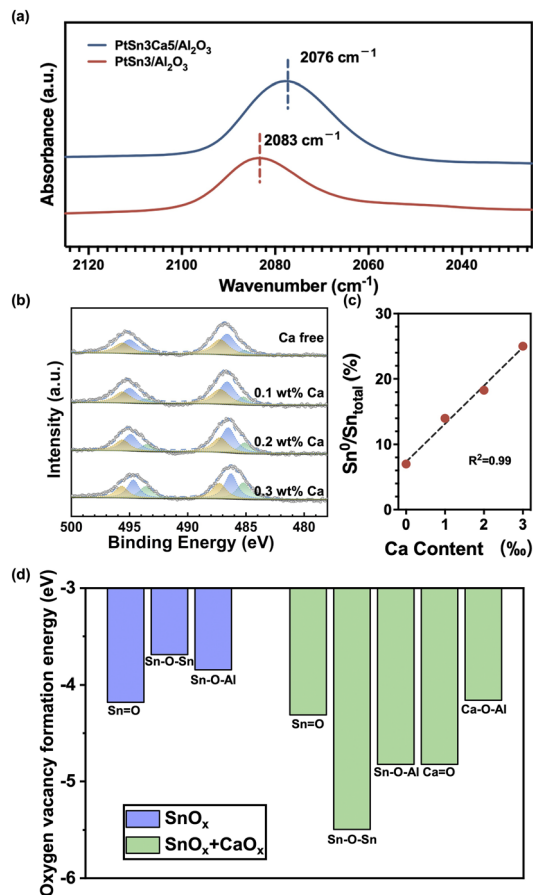 (a)
PtSn3Ca5/Al2O3
PtSn3/Al2O3
2076 cm−1
2083 cm−1
Absorbance (a.u.)
2120 2100 2080 2060 2040
Wavenumber (cm-1)
(b)
Ca free
0.1 wt% Ca
0.2 wt% Ca
0.3 wt% Ca
Intensity (a.u.)
500 495 490 485 480
Binding Energy (eV)
(c)
30
20
10
0
Sn0/Sntotal (%)
R2=0.99
0 1 2 3
Ca Content (‰)
(d)
Oxygen vacancy formation energy (eV)
-3
-4
-5
-6
Sn=O
Sn-O-Sn
Sn-O-Al
Sn=O
Sn-O-Sn
Sn-O-Al
Ca=O
Ca-O-Al
SnOx
SnOx+CaOx